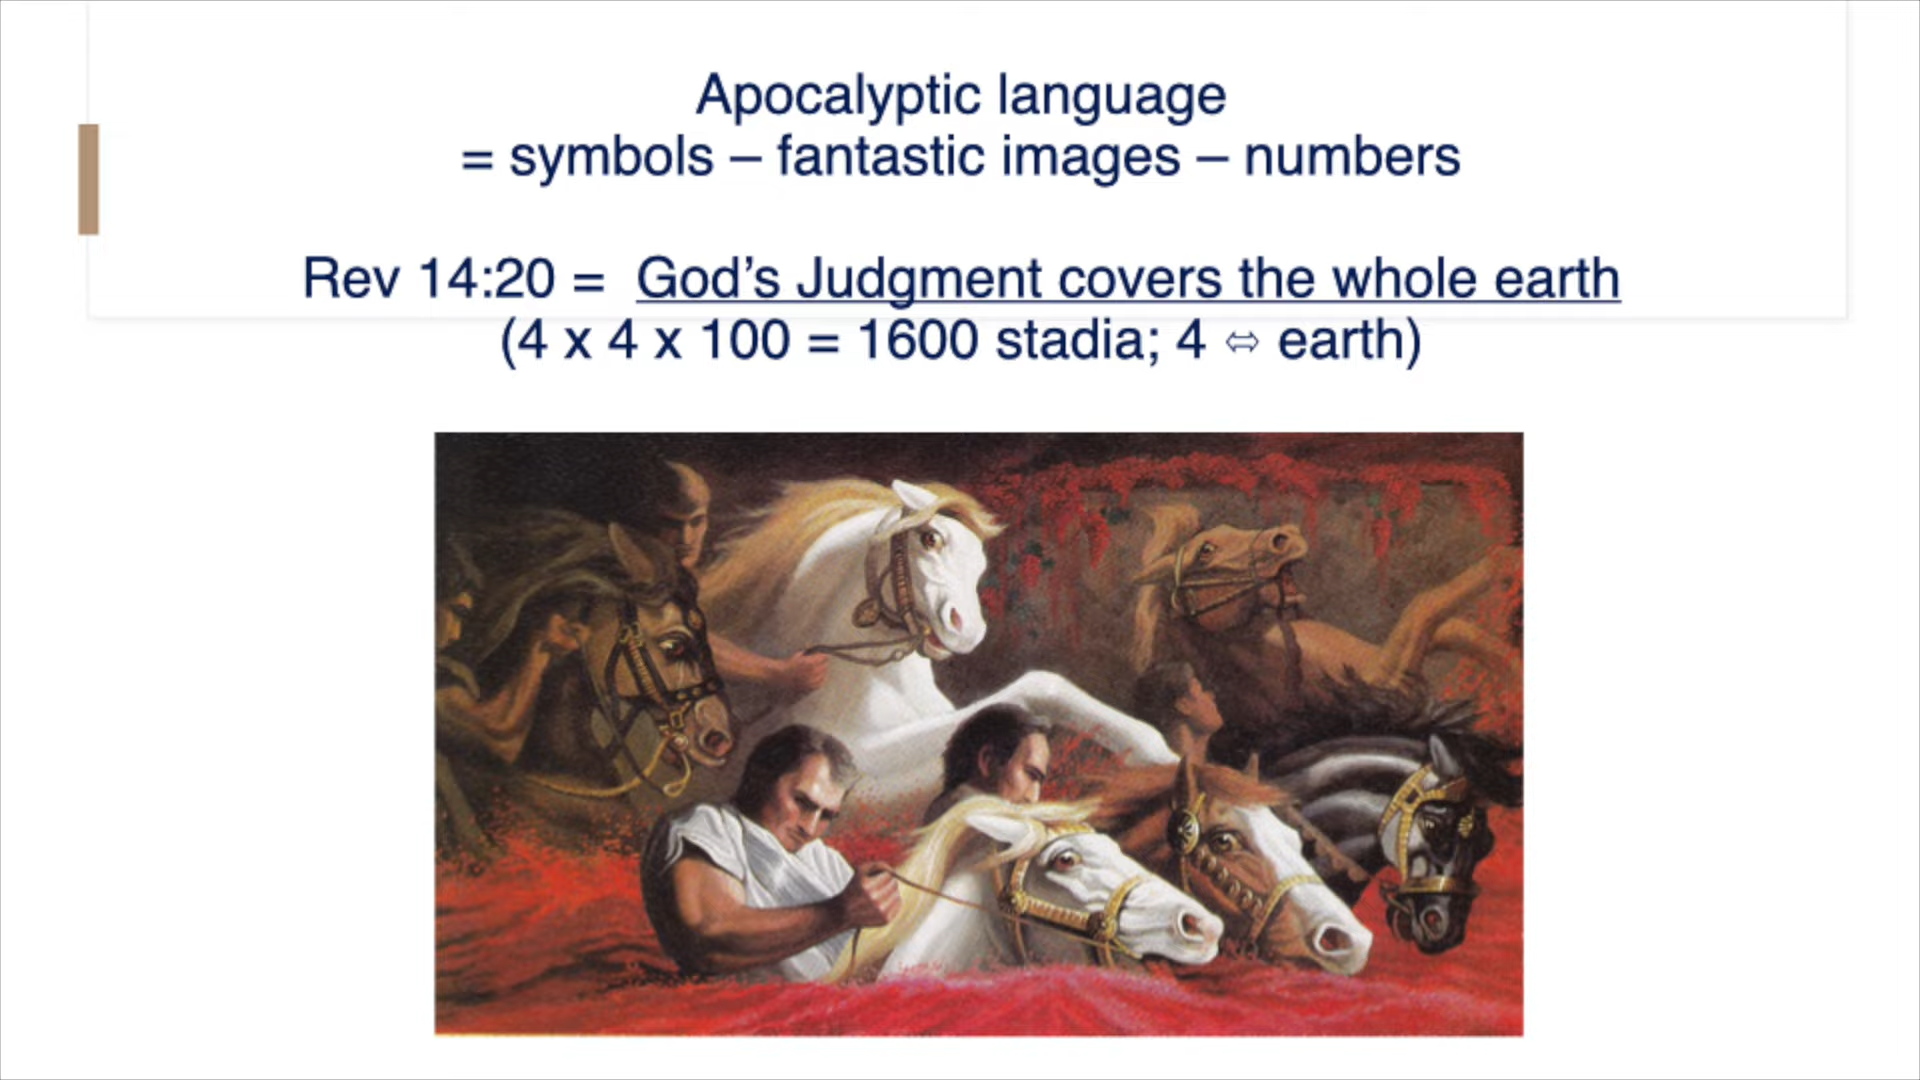 Apocalyptic language
= symbols – fantastic images – numbers
Rev 14:20 = God’s Judgment covers the whole earth
(4 x 4 x 100 = 1600 stadia; 4 ⇔ earth)